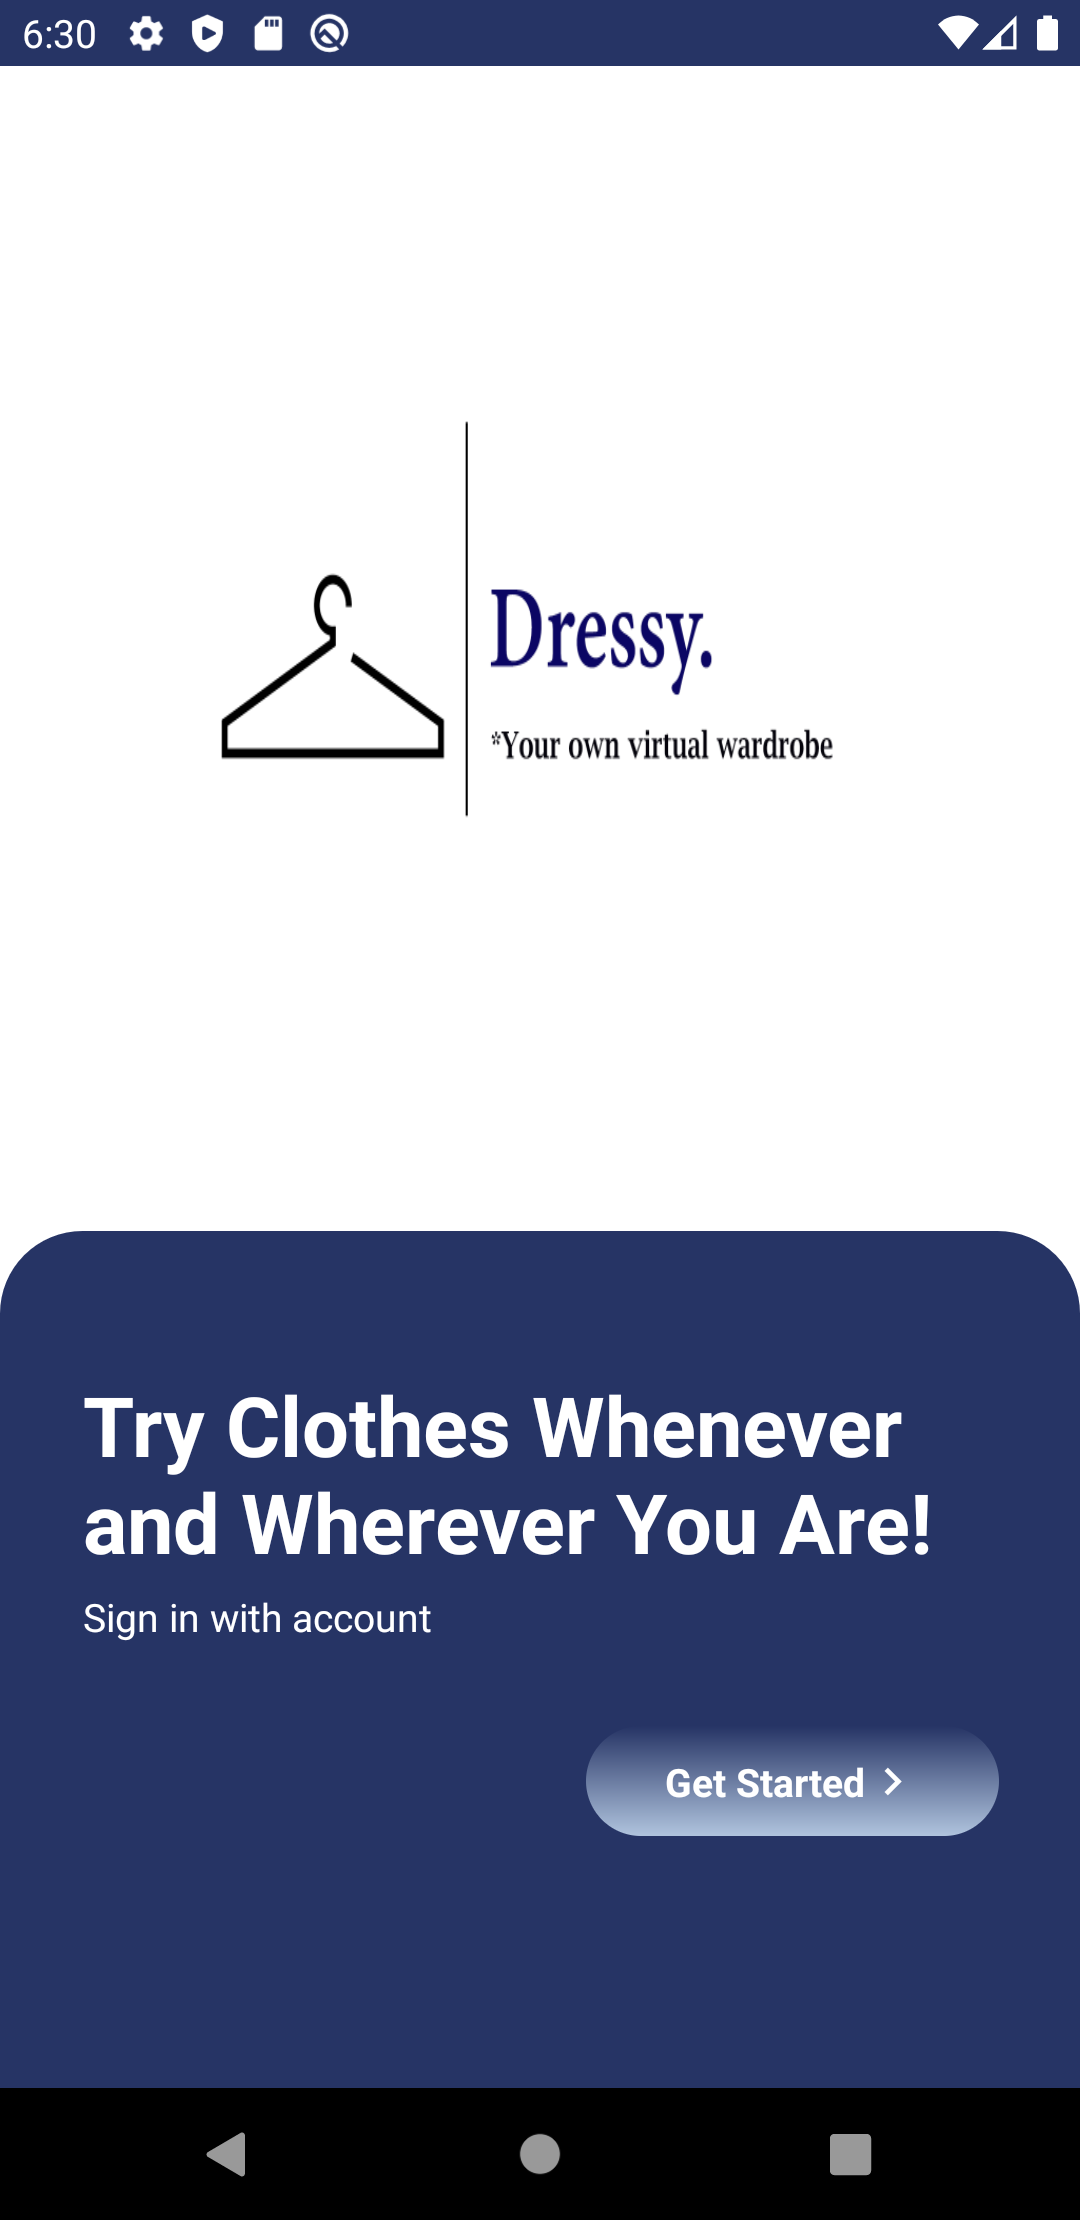 6:30
Dressy.
*Your own virtual wardrobe
Try Clothes Whenever
and Wherever You Are!
Sign in with account
Get Started